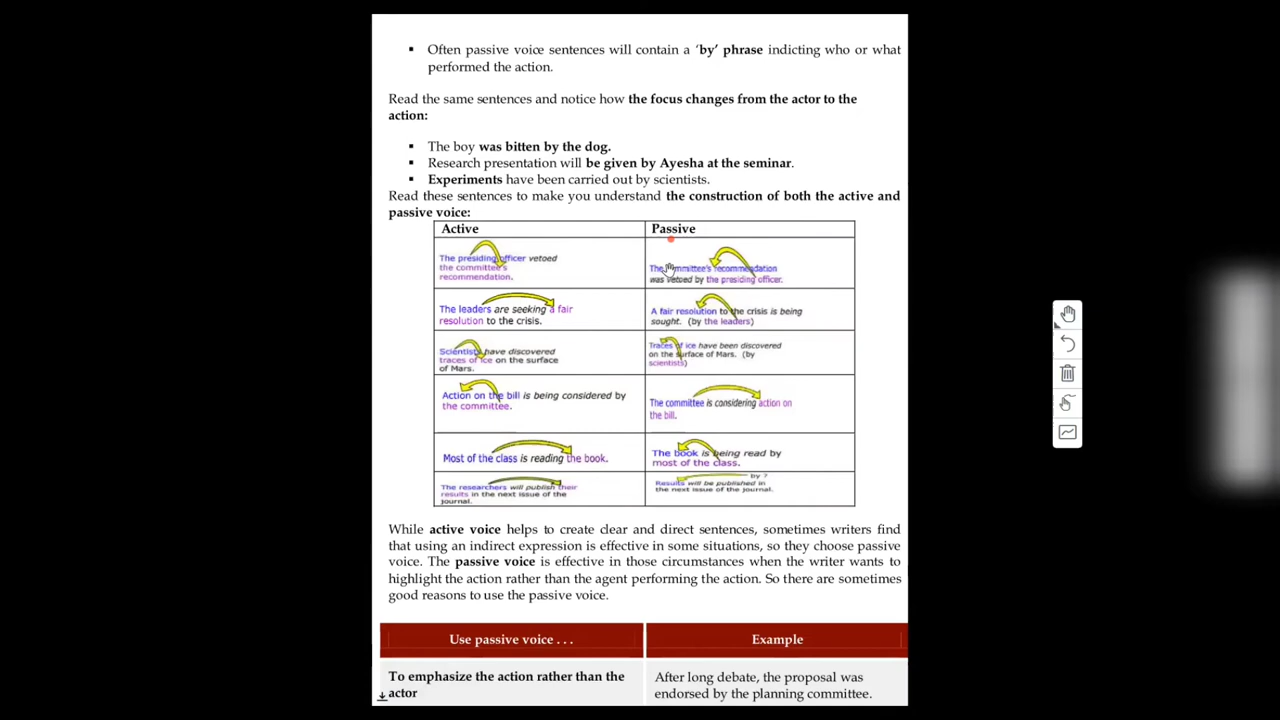 ▪ Often passive voice sentences will contain a ‘by’ phrase indicting who or what
performed the action.
Read the same sentences and notice how the focus changes from the actor to the
action:
▪ The boy was bitten by the dog.
▪ Research presentation will be given by Ayesha at the seminar.
▪ Experiments have been carried out by scientists.
Read these sentences to make you understand the construction of both the active and
passive voice:
Active
Passive
The presiding officer vetoed
the committee's
recommendation.
The committee's recommendation
was vetoed by the presiding officer.
The leaders are seeking a fair
resolution to the crisis.
A fair resolution to the crisis is being
sought. (by the leaders)
Scientists have discovered
traces of ice on the surface
of Mars.
Traces of ice have been discovered
on the surface of Mars. (by
scientists)
Action on the bill is being considered by
the committee.
The committee is considering action on
the bill.
Most of the class is reading the book.
The book is being read by
most of the class.
The researchers will publish their
results in the next issue of the
journal.
by ?
Results will be published in
the next issue of the journal.
While active voice helps to create clear and direct sentences, sometimes writers find
that using an indirect expression is effective in some situations, so they choose passive
voice. The passive voice is effective in those circumstances when the writer wants to
highlight the action rather than the agent performing the action. So there are sometimes
good reasons to use the passive voice.
Use passive voice . . .
Example
To emphasize the action rather than the
actor
After long debate, the proposal was
endorsed by the planning committee.